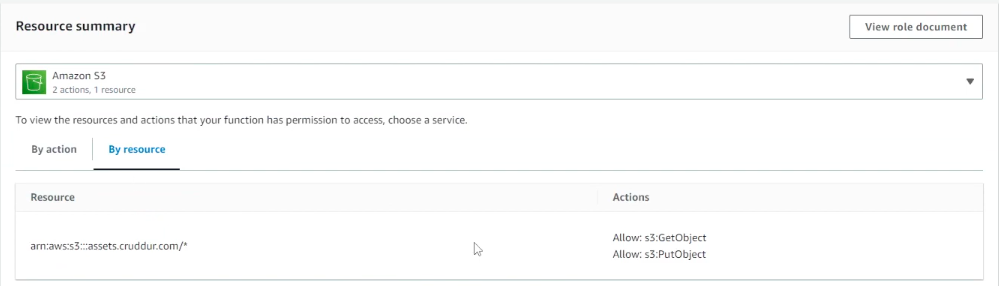 Resource summary
View role document
Amazon S3
2 actions, 1 resource
To view the resources and actions that your function has permission to access, choose a service.
By action
By resource
Resource
Actions
arn:aws:s3:::assets.cruddur.com/*
Allow: s3:GetObject
Allow: s3:PutObject